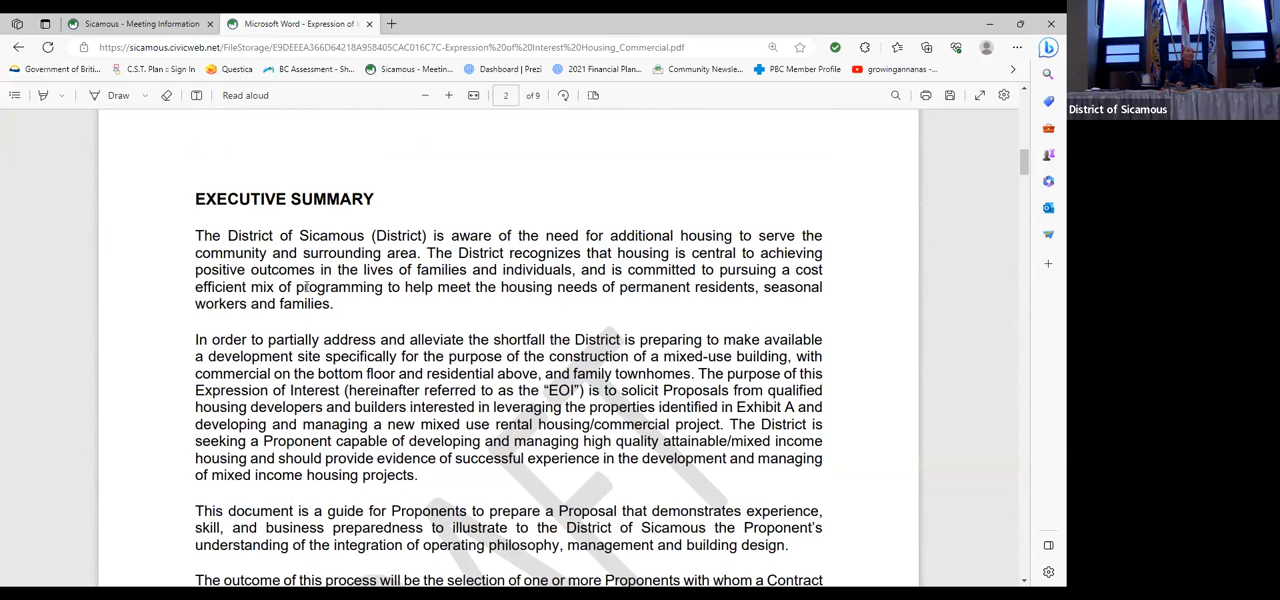 Sicamous - Meeting Information
Microsoft Word - Expression of I
https://sicamous.civicweb.net/FileStorage/E9DEEEA366D64218A958405CAC016C7C-Expression%20of%20Interest%20Housing_Commercial.pdf
Government of Briti...
C.S.T. Plan :: Sign In
Questica
BC Assessment - Sh...
Sicamous - Meetin...
Dashboard | Prezi
2021 Financial Plan...
Community Newsle...
PBC Member Profile
growingannanas -...
Draw
Read aloud
2 of 9
District of Sicamous
EXECUTIVE SUMMARY
The District of Sicamous (District) is aware of the need for additional housing to serve the
community and surrounding area. The District recognizes that housing is central to achieving
positive outcomes in the lives of families and individuals, and is committed to pursuing a cost
efficient mix of programming to help meet the housing needs of permanent residents, seasonal
workers and families.
In order to partially address and alleviate the shortfall the District is preparing to make available
a development site specifically for the purpose of the construction of a mixed-use building, with
commercial on the bottom floor and residential above, and family townhomes. The purpose of this
Expression of Interest (hereinafter referred to as the “EOI”) is to solicit Proposals from qualified
housing developers and builders interested in leveraging the properties identified in Exhibit A and
developing and managing a new mixed use rental housing/commercial project. The District is
seeking a Proponent capable of developing and managing high quality attainable/mixed income
housing and should provide evidence of successful experience in the development and managing
of mixed income housing projects.
This document is a guide for Proponents to prepare a Proposal that demonstrates experience,
skill, and business preparedness to illustrate to the District of Sicamous the Proponent’s
understanding of the integration of operating philosophy, management and building design.
The outcome of this process will be the selection of one or more Proponents with whom a Contract